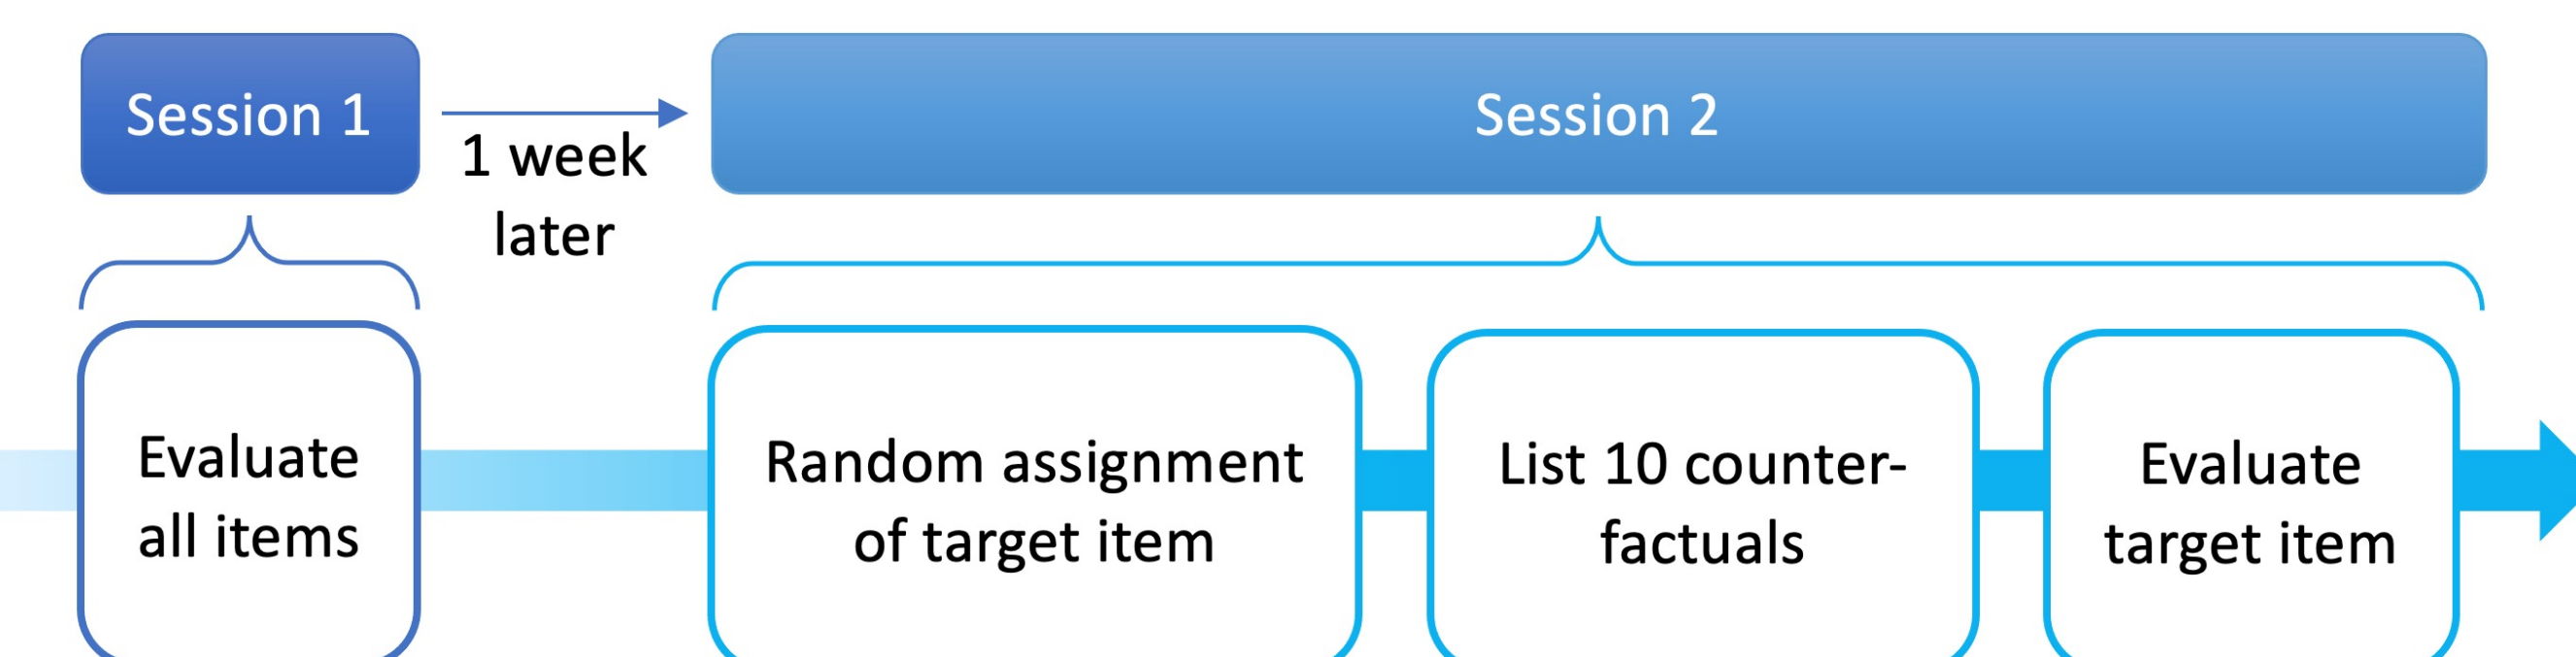 Session 1
1 week
later
Session 2
Evaluate
all items
Random assignment
of target item
List 10 counter-
factuals
Evaluate
target item